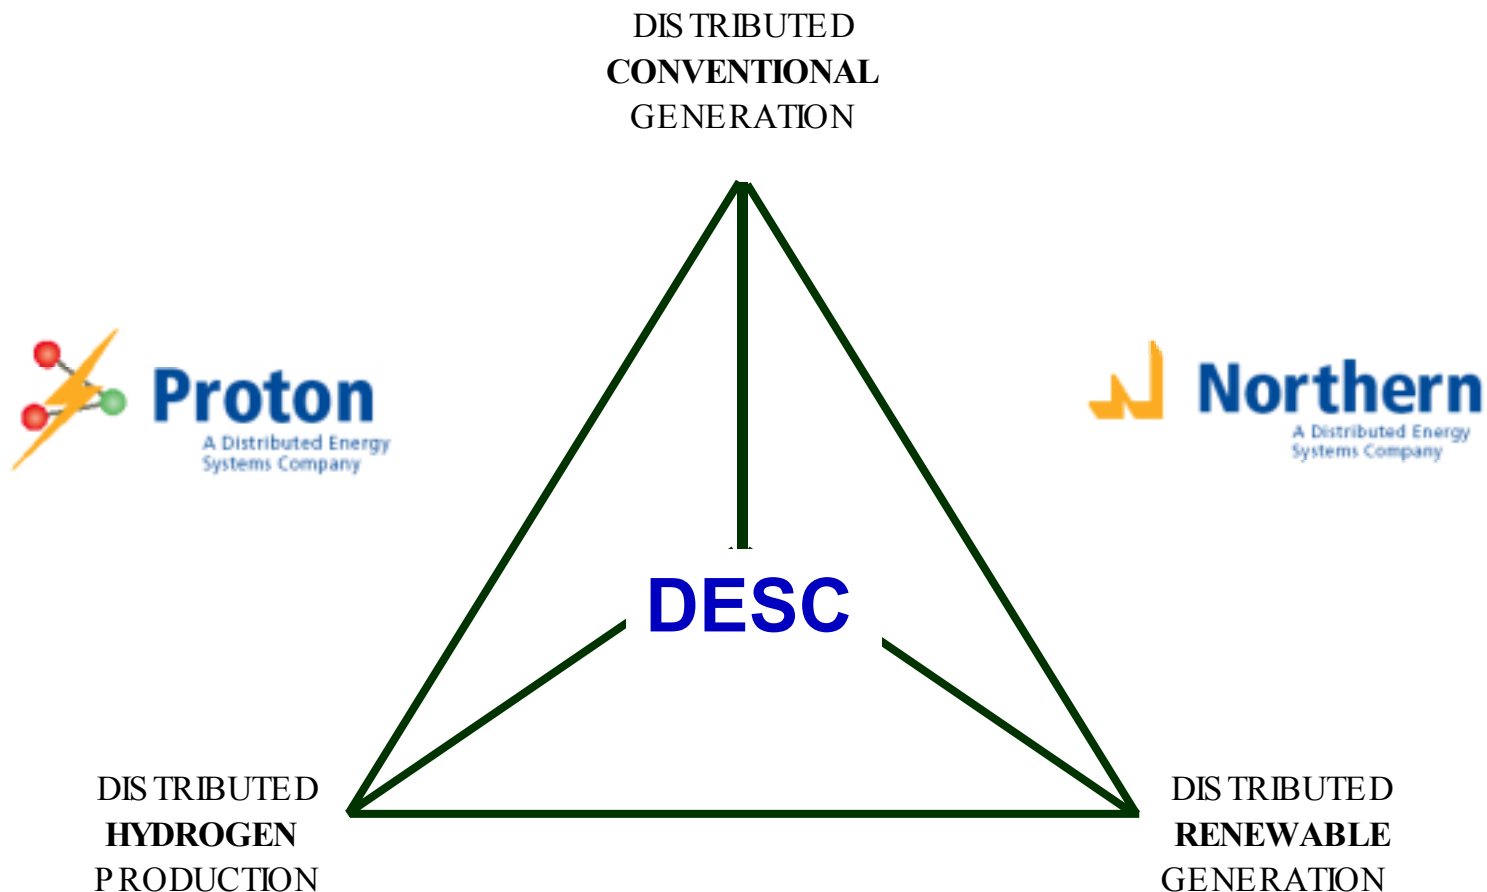 DISTRIBUTED
CONVENTIONAL
GENERATION
Proton
A Distributed Energy
Systems Company
Northern
A Distributed Energy
Systems Company
DESC
DISTRIBUTED
HYDROGEN
PRODUCTION
DISTRIBUTED
RENEWABLE
GENERATION